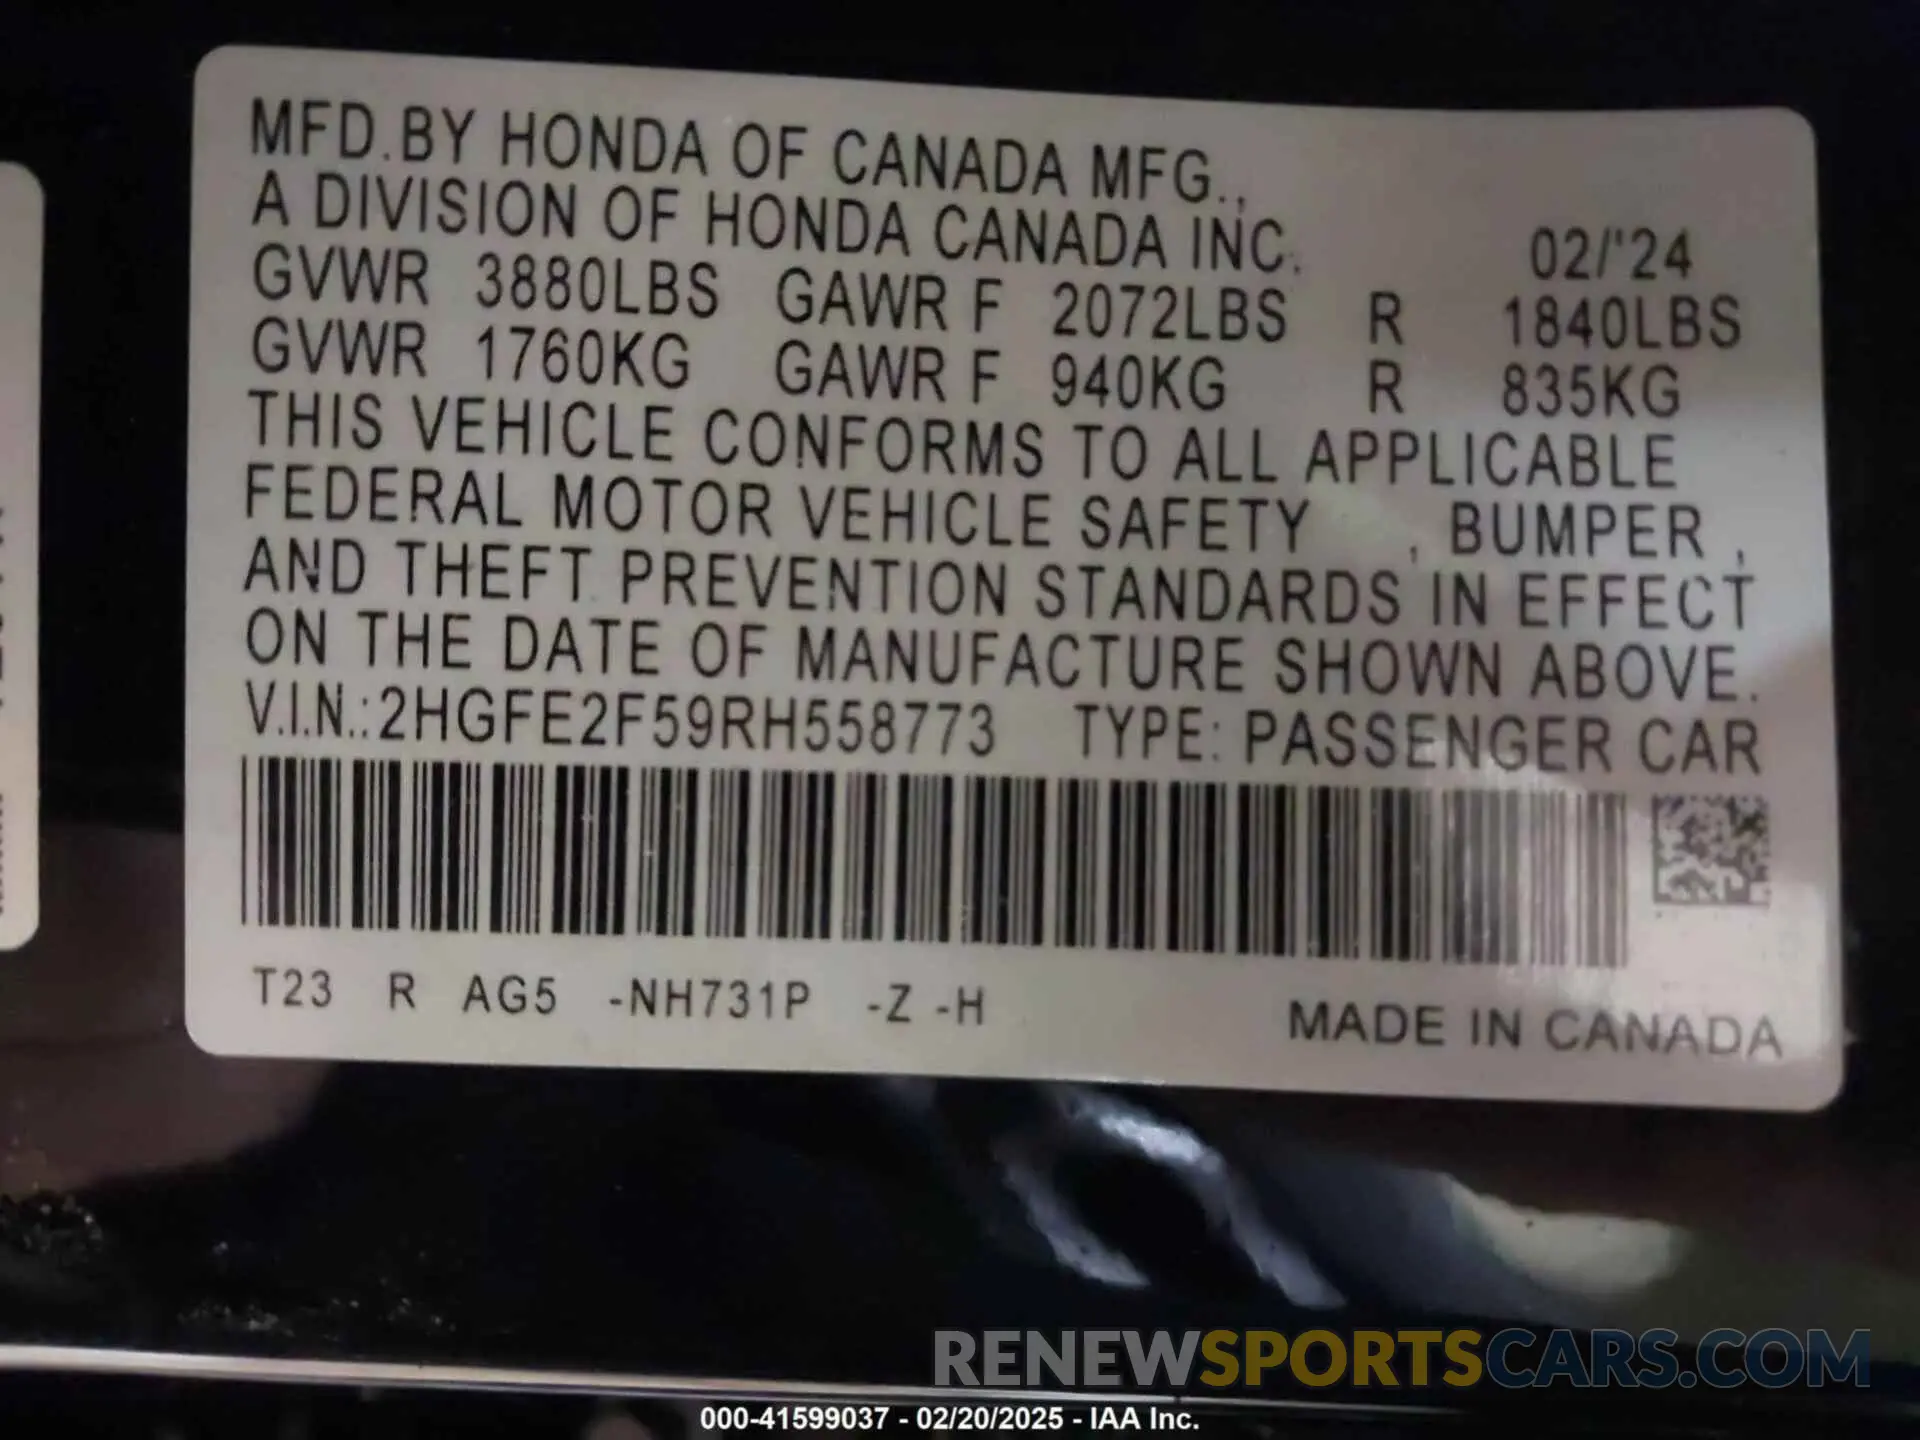 MFD.BY HONDA OF CANADA MFG.,
A DIVISION OF HONDA CANADA INC. 02/'24
GVWR 3880LBS GAWR F 2072LBS R 1840LBS
GVWR 1760KG GAWR F 940KG R 835KG
THIS VEHICLE CONFORMS TO ALL APPLICABLE
FEDERAL MOTOR VEHICLE SAFETY , BUMPER ,
AND THEFT PREVENTION STANDARDS IN EFFECT
ON THE DATE OF MANUFACTURE SHOWN ABOVE.
V.I.N.:2HGFE2F59RH558773 TYPE: PASSENGER CAR
T23 R AG5 -NH731P -Z -H
MADE IN CANADA
RENEWSPORTSCARS.COM
000-41599037 - 02/20/2025 - IAA Inc.